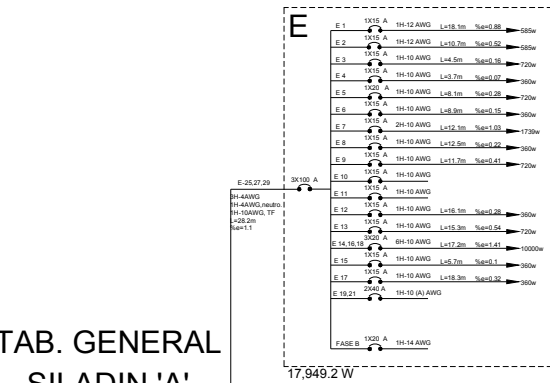 E
E 1 1X15 A 1H-12 AWG L=18.1m %e=0.88 585w
E 2 1X15 A 1H-12 AWG L=10.7m %e=0.52 585w
E 3 1X15 A 1H-10 AWG L=4.5m %e=0.16 720w
E 4 1X15 A 1H-10 AWG L=3.7m %e=0.07 360w
E 5 1X20 A 1H-10 AWG L=8.1m %e=0.28 720w
E 6 1X15 A 1H-10 AWG L=8.9m %e=0.15 360w
E 7 1X15 A 2H-10 AWG L=12.1m %e=1.03 1739w
E 8 1X15 A 1H-10 AWG L=12.5m %e=0.22 360w
E 9 1X15 A 1H-10 AWG L=11.7m %e=0.41 720w
E 10 1X15 A 1H-10 AWG
E 11 1X15 A 1H-10 AWG
E 12 1X15 A 1H-10 AWG L=16.1m %e=0.28 360w
E 13 1X15 A 1H-10 AWG L=15.3m %e=0.54 720w
E 14,16,18 3X20 A 6H-10 AWG L=17.2m %e=1.41 10000w
E 15 1X15 A 1H-10 AWG L=5.7m %e=0.1 360w
E 17 1X15 A 1H-10 AWG L=18.3m %e=0.32 360w
E 19,21 2X40 A 1H-10 (A) AWG
FASE B 1X20 A 1H-14 AWG
E-25,27,29 3X100 A
3H-4AWG
1H-4AWG,neutro.
1H-10AWG, TF
L=28.2m
%e=1.1
TAB. GENERAL
SILADIN 'A'
17,949.2 W